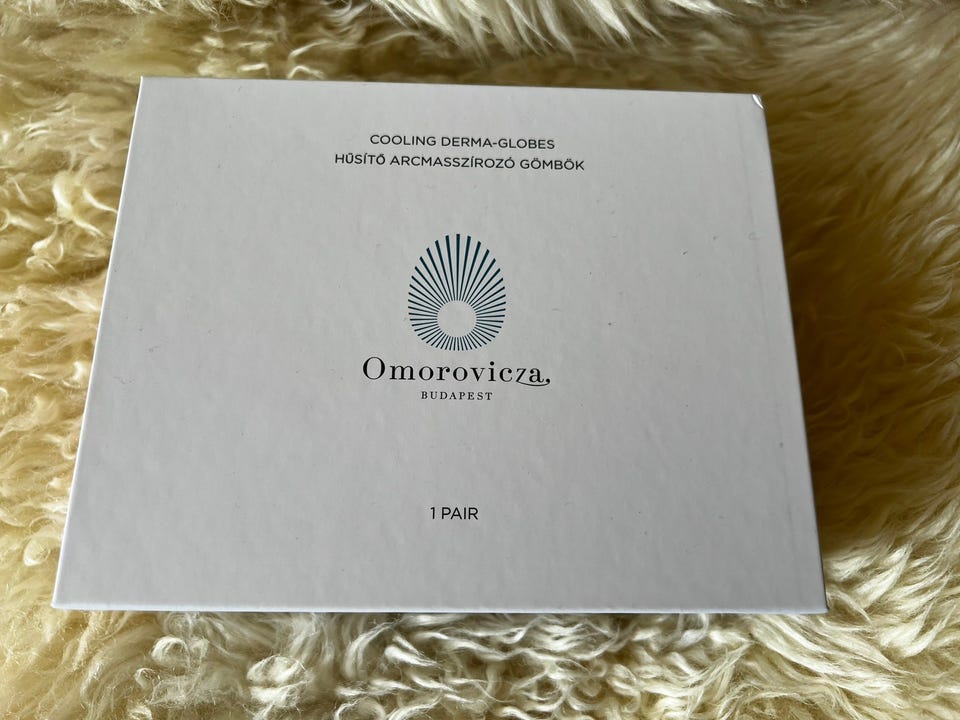 COOLING DERMA-GLOBES
HŰSÍTŐ ARCMASSZÍROZÓ GÖMBÖK
Omorovicza
BUDAPEST
1 PAIR